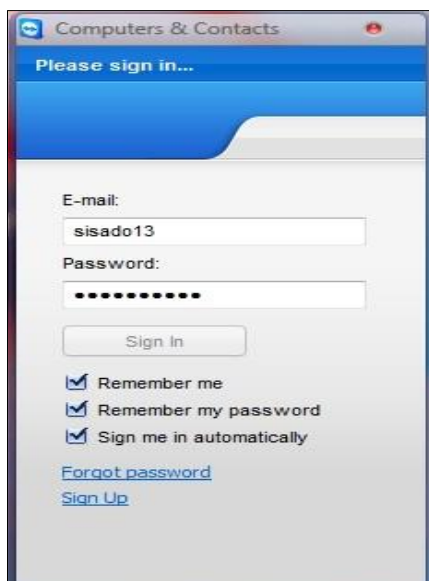 Computers & Contacts
Please sign in...
E-mail:
sisado13
Password:
••••••••••
Sign In
Remember me
Remember my password
Sign me in automatically
Forgot password
Sign Up